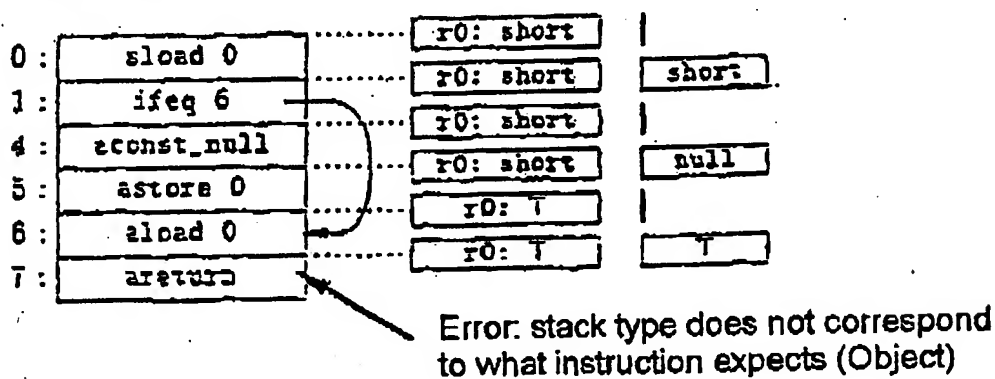 r0: short
0 : sload 0
r0: short short
1 : ifeq 6
r0: short
4 : aconst_null
r0: short null
5 : astore 0
r0: T
6 : aload 0
r0: T T
7 : areturn
Error: stack type does not correspond
to what instruction expects (Object)